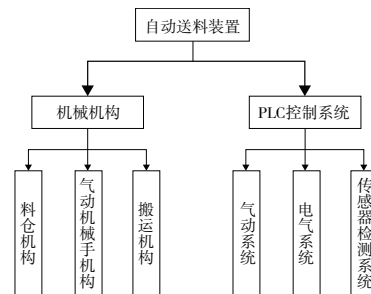 自动送料装置
机械机构
PLC控制系统
料仓机构
气动机械手机构
搬运机构
气动系统
电气系统
传感器检测系统